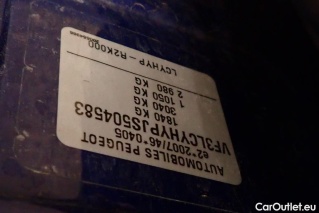 AUTOMOBILES PEUGEOT
e2*2007/46*0405
VF3LCYHYPJS504583
1840 KG
3040 KG
1 1050 KG
2 980 KG
LCYHYP-R2K000
CarOutlet.eu